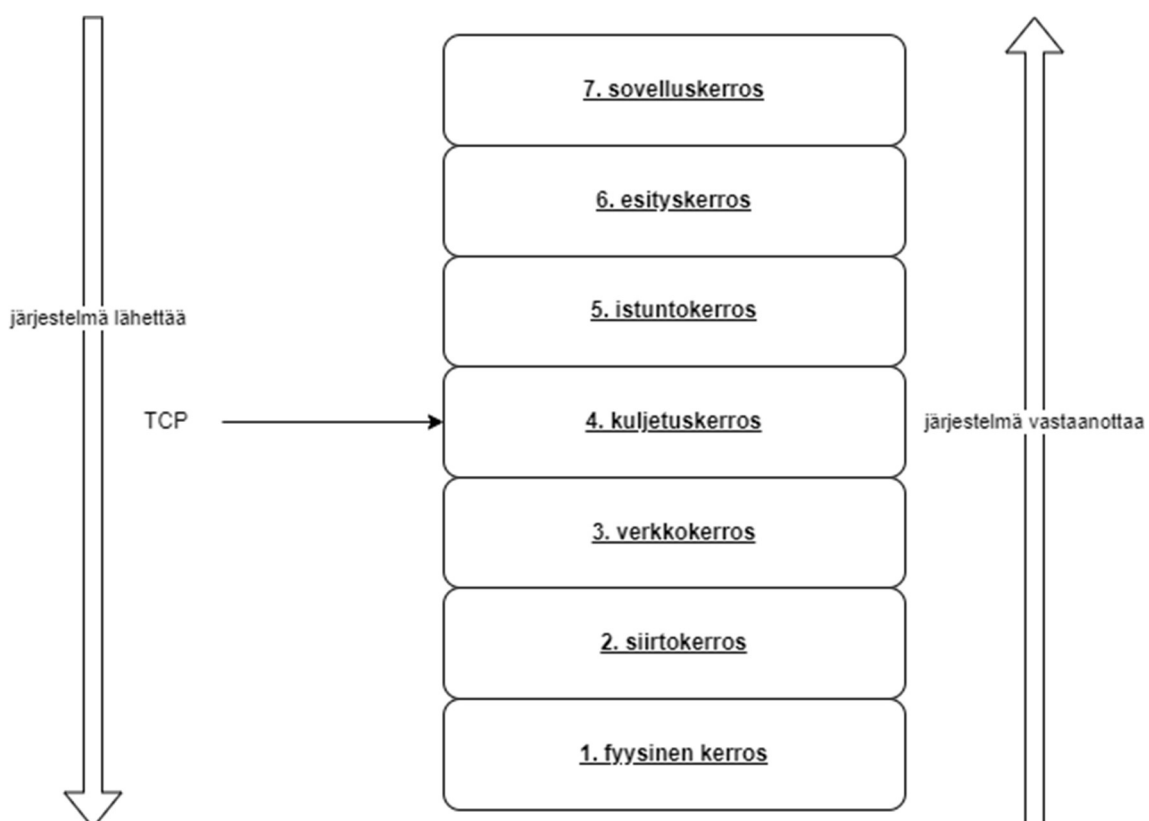 7. sovelluskerros
6. esityskerros
5. istuntokerros
järjestelmä lähettää
TCP
4. kuljetuskerros
järjestelmä vastaanottaa
3. verkkokerros
2. siirtokerros
1. fyysinen kerros